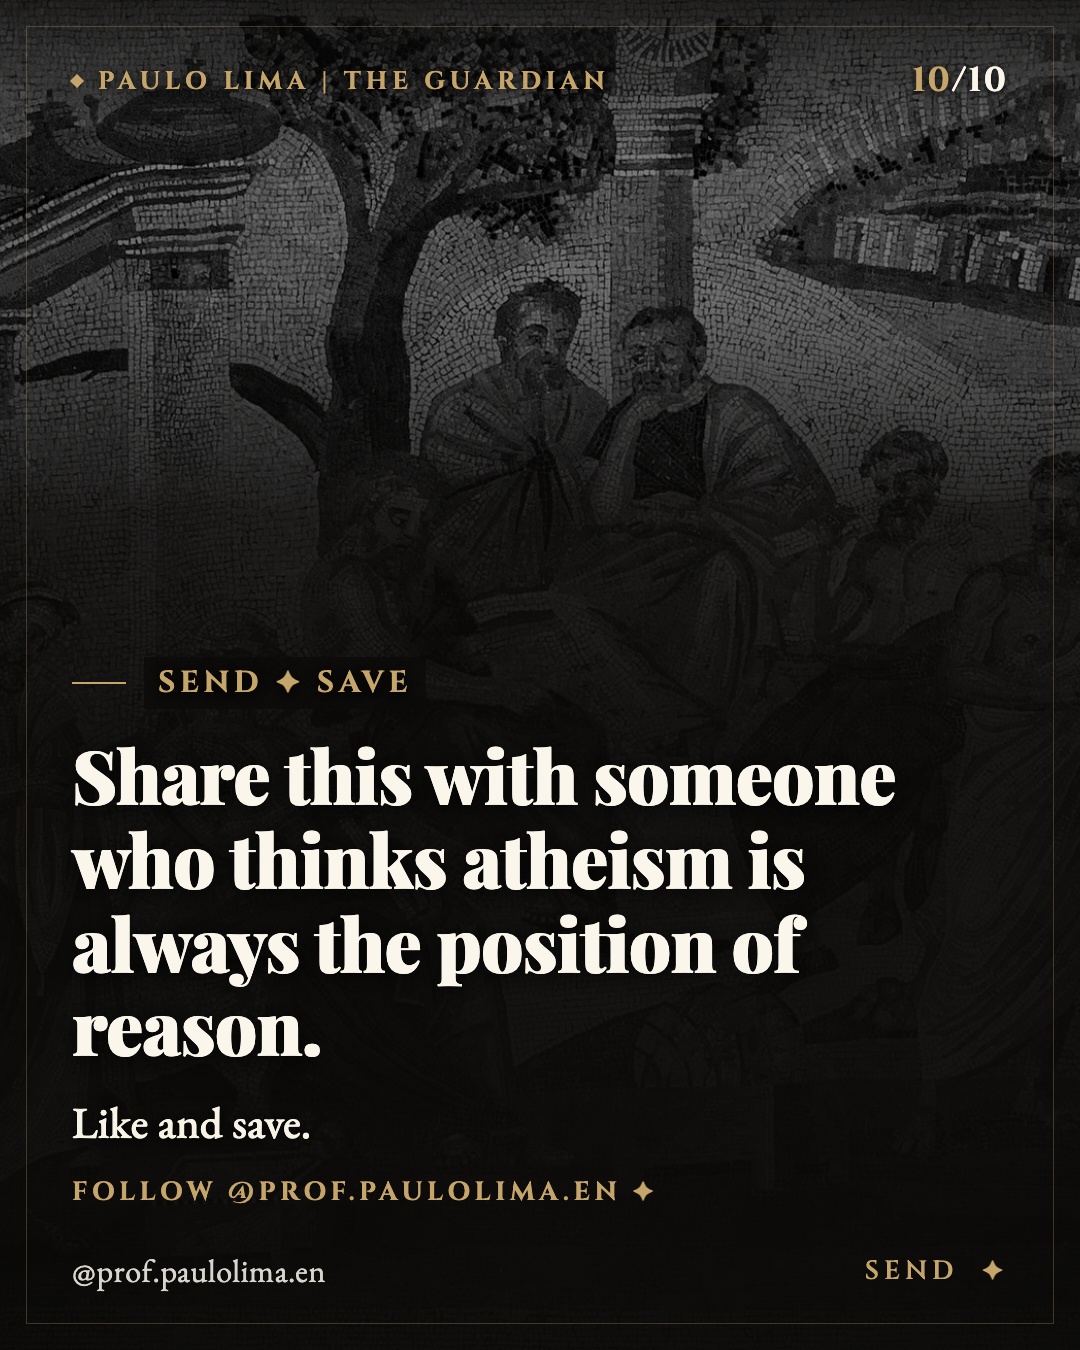 ◆ PAULO LIMA | THE GUARDIAN
10/10
SEND ✦ SAVE
Share this with someone
who thinks atheism is
always the position of
reason.
Like and save.
FOLLOW @PROF.PAULOLIMA.EN ✦
@prof.paulolima.en
SEND ✦